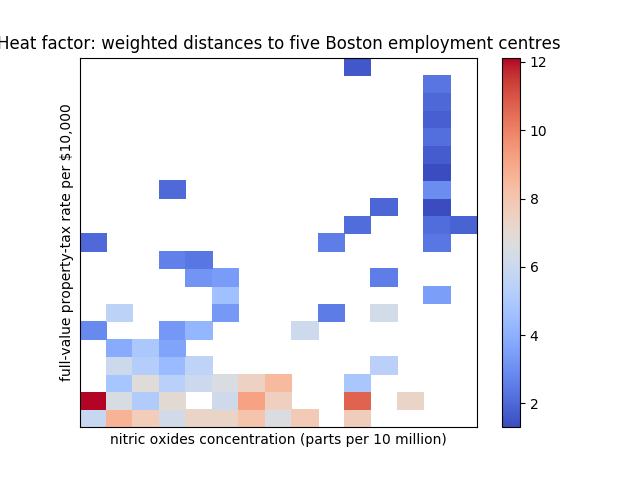 Heat factor: weighted distances to five Boston employment centres
full-value property-tax rate per $10,000
nitric oxides concentration (parts per 10 million)
12
10
8
6
4
2